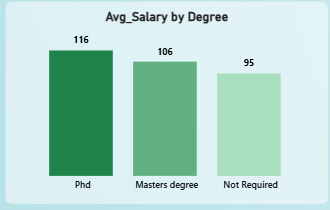 Avg_Salary by Degree
116
106
95
Phd
Masters degree
Not Required